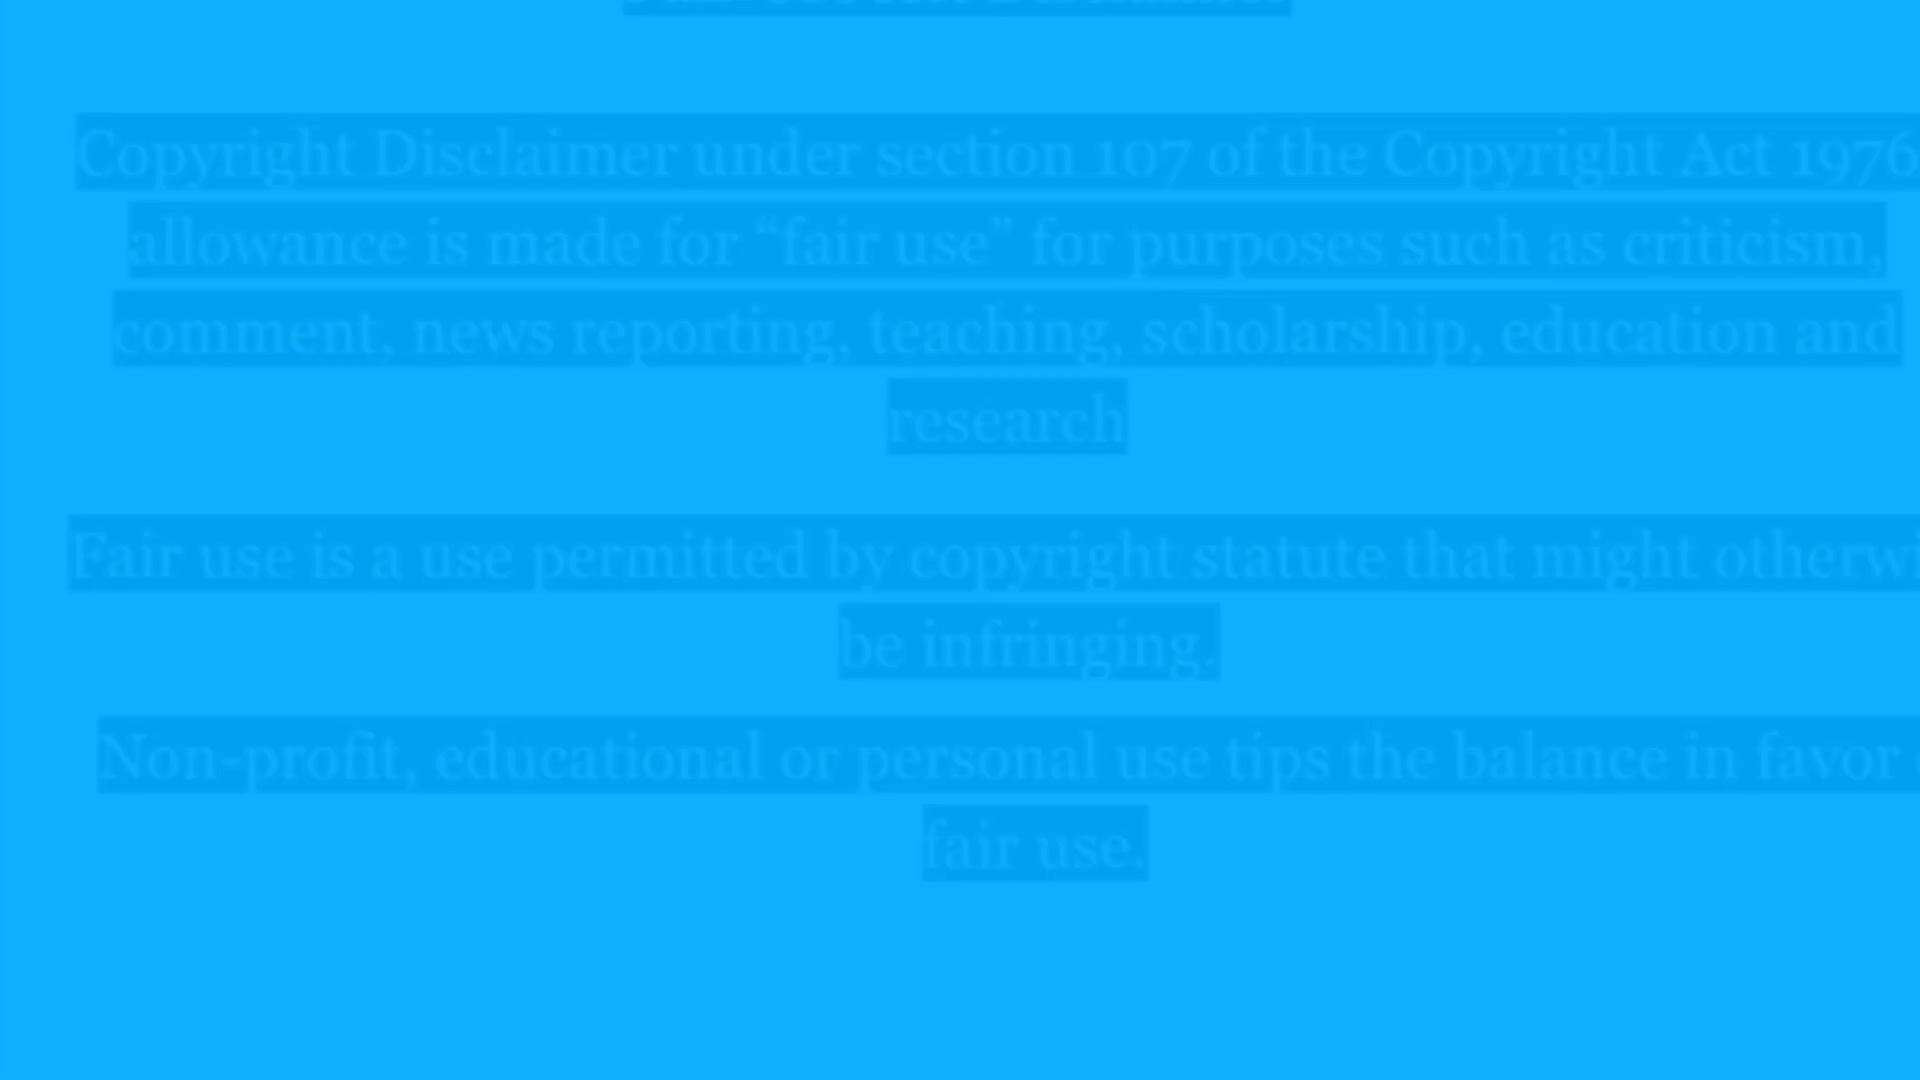 Copyright Disclaimer under section 107 of the Copyright Act 1976
allowance is made for “fair use” for purposes such as criticism,
comment, news reporting, teaching, scholarship, education and
research
Fair use is a use permitted by copyright statute that might otherwi
be infringing.
Non-profit, educational or personal use tips the balance in favor
fair use.